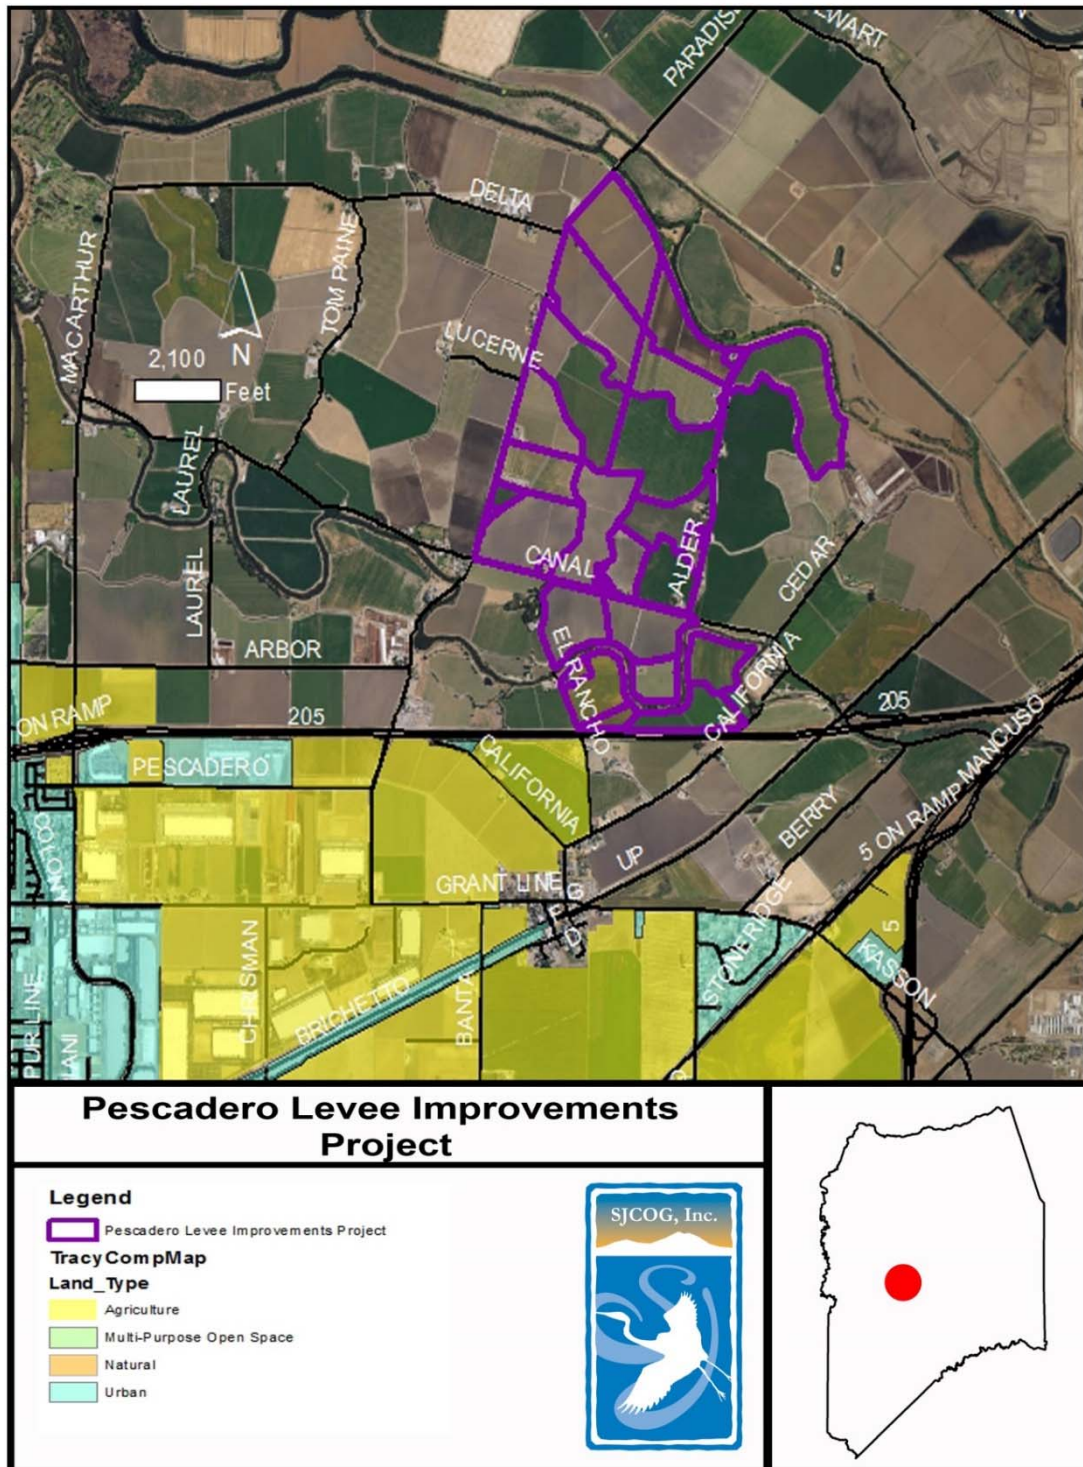 PARADISE
EWART
DELTA
MACARTHUR
TOM PAINE
LUCERNE
N
2,100
Feet
LAUREL
LAUREL
CANAL
ALDER
CEDAR
ARBOR
EL RANCHO
CALIFORNIA
ON RAMP
205
205
PESCADERO
CALIFORNIA
5 ON RAMP MANCUSO
BERRY
UP
GRANT LINE
G
D
5
STONERIDGE
KASSON
CHRISMAN
BRICHETTO
BANTA
PUR LINE
LANI
Pescadero Levee Improvements
Project
Legend
Pescadero Levee Improvements Project
TracyCompMap
Land_Type
Agriculture
Multi-Purpose Open Space
Natural
Urban
SJCOG, Inc.